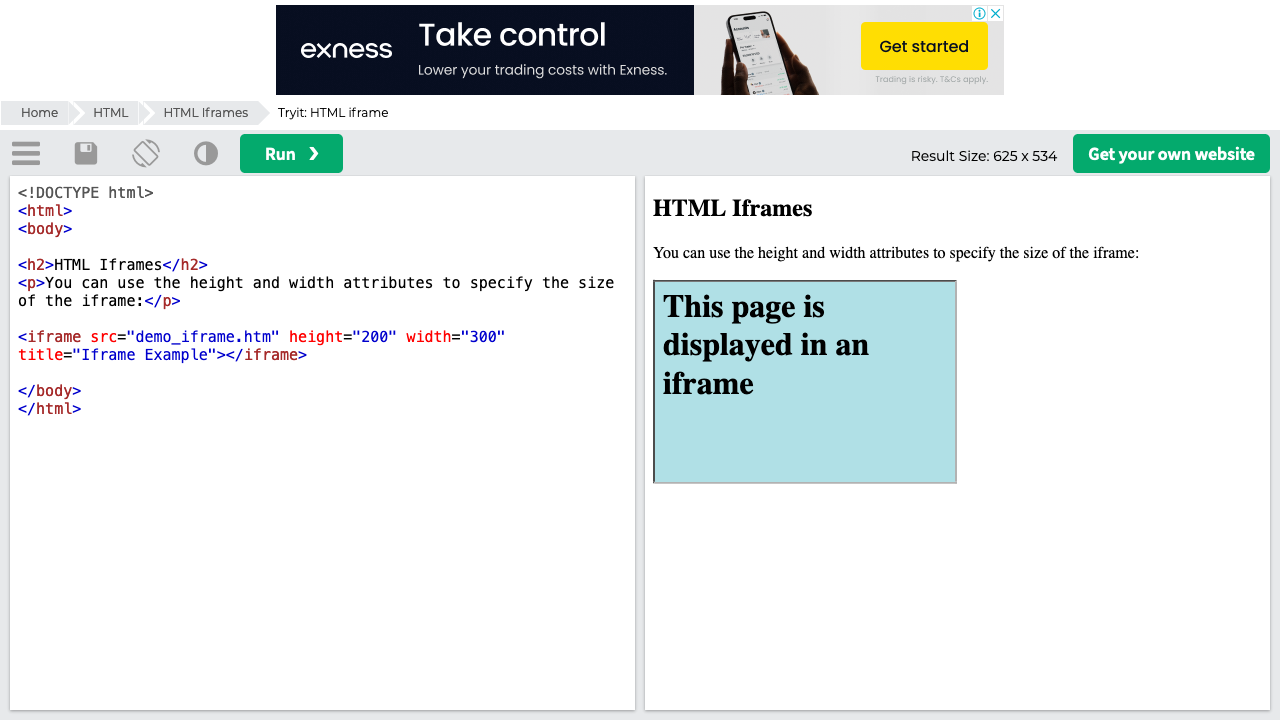 exness
Take control
Lower your trading costs with Exness.
Get started
Trading is risky. T&Cs apply.
Home
HTML
HTML Iframes
Tryit: HTML iframe
Run ❯
Result Size: 625 x 534
Get your own website
<!DOCTYPE html>
<html>
<body>
<h2>HTML Iframes</h2>
<p>You can use the height and width attributes to specify the size
of the iframe:</p>
<iframe src="demo_iframe.htm" height="200" width="300"
title="Iframe Example"></iframe>
</body>
</html>
HTML Iframes
You can use the height and width attributes to specify the size of the iframe:
This page is
displayed in an
iframe